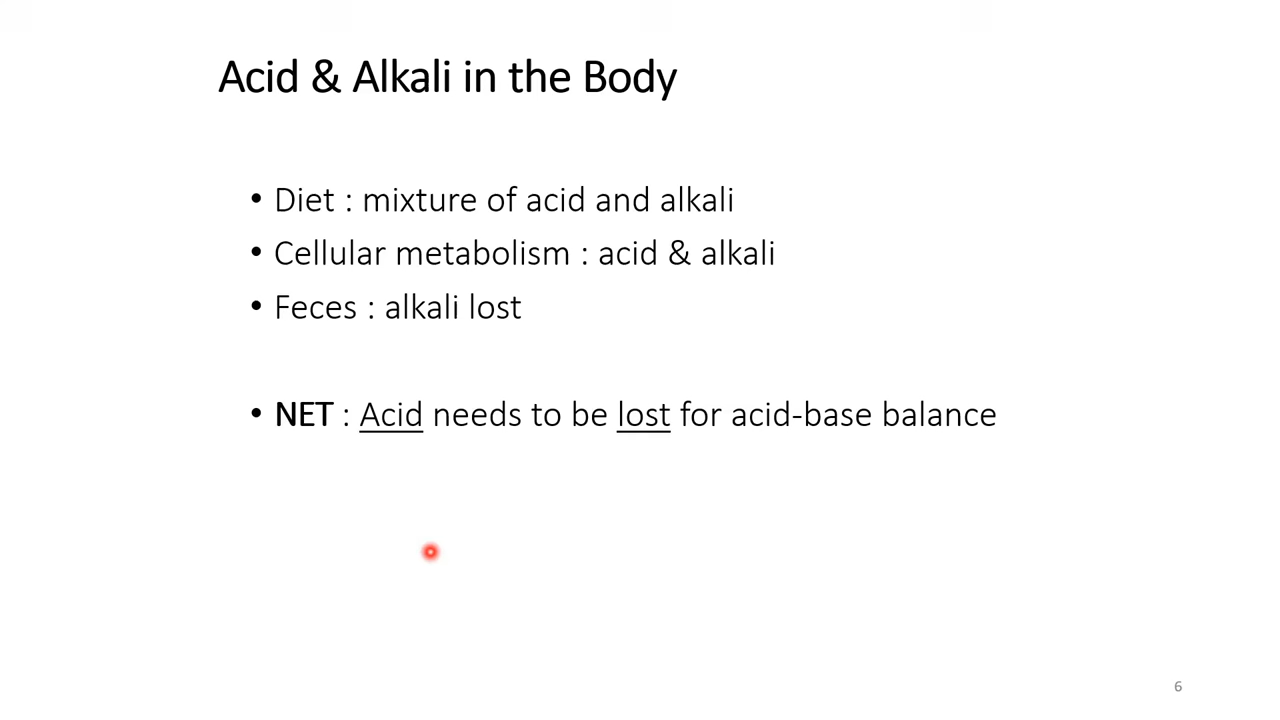 Acid & Alkali in the Body
• Diet : mixture of acid and alkali
• Cellular metabolism : acid & alkali
• Feces : alkali lost
• NET : Acid needs to be lost for acid-base balance
6